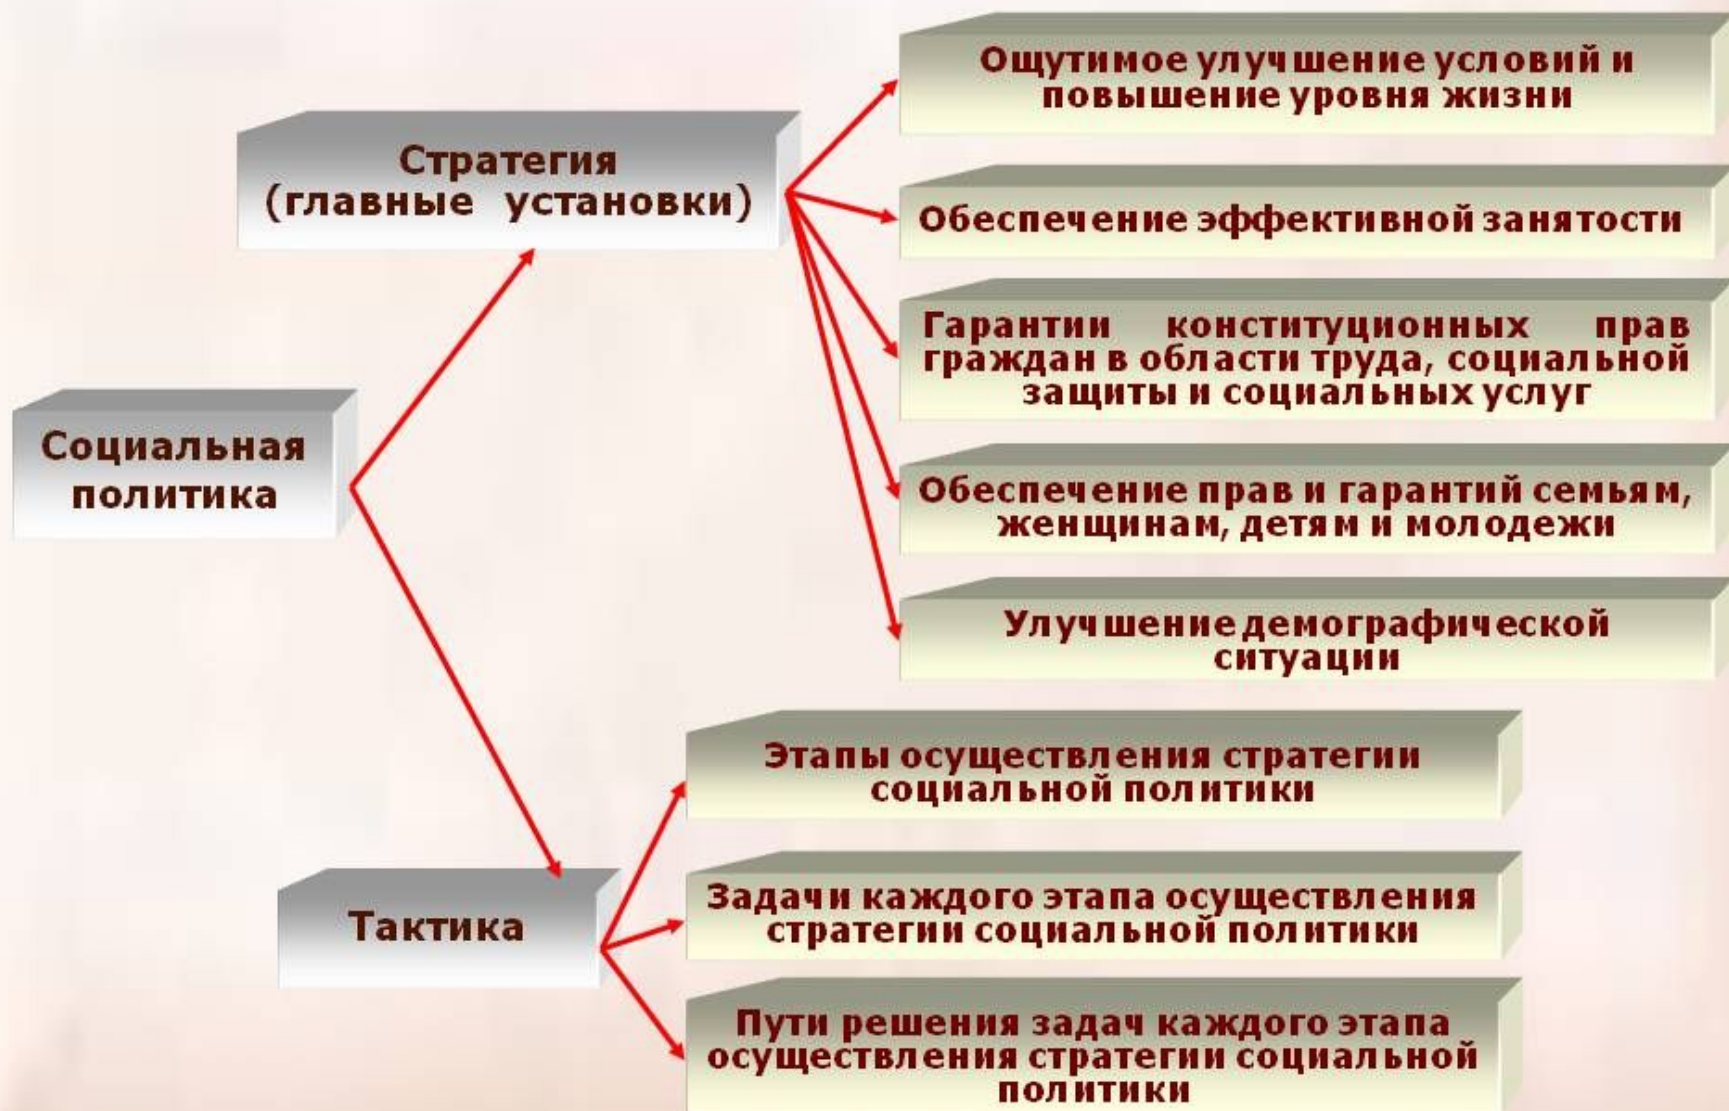 Социальная
политика
Стратегия
(главные установки)
Ощутимое улучшение условий и
повышение уровня жизни
Обеспечение эффективной занятости
Гарантии конституционных прав
граждан в области труда, социальной
защиты и социальных услуг
Обеспечение прав и гарантий семьям,
женщинам, детям и молодежи
Улучшение демографической
ситуации
Тактика
Этапы осуществления стратегии
социальной политики
Задачи каждого этапа осуществления
стратегии социальной политики
Пути решения задач каждого этапа
осуществления стратегии социальной
политики